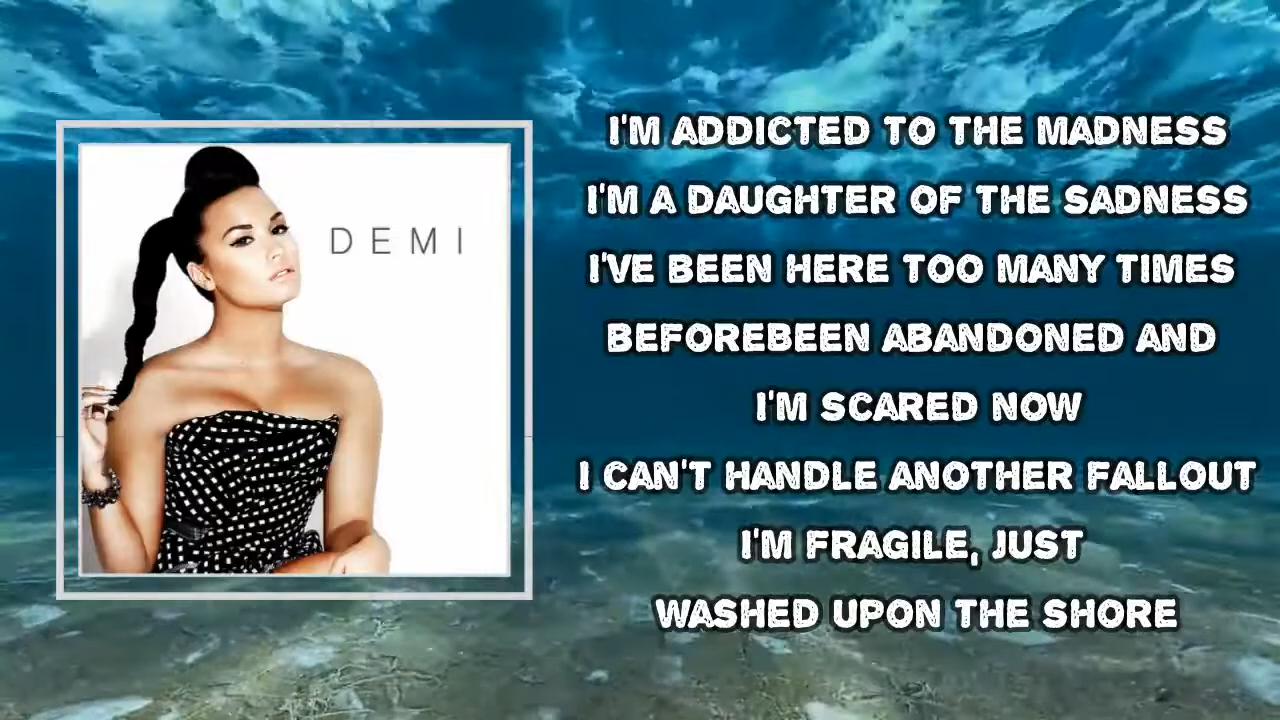 DEMI
I'M ADDICTED TO THE MADNESS
I'M A DAUGHTER OF THE SADNESS
I'VE BEEN HERE TOO MANY TIMES
BEFOREBEEN ABANDONED AND
I'M SCARED NOW
I CAN'T HANDLE ANOTHER FALLOUT
I'M FRAGILE, JUST
WASHED UPON THE SHORE